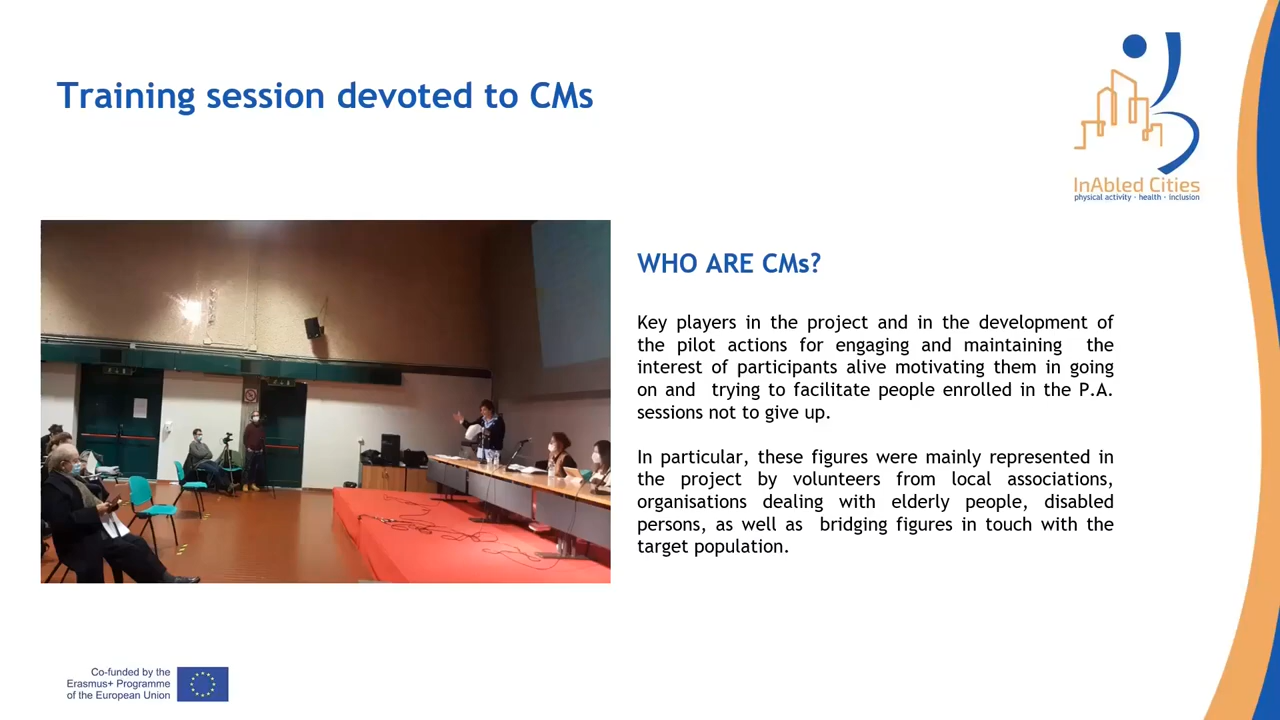 Training session devoted to CMs
InAbled Cities
physical activity - health - inclusion
WHO ARE CMs?
Key players in the project and in the development of
the pilot actions for engaging and maintaining the
interest of participants alive motivating them in going
on and trying to facilitate people enrolled in the P.A.
sessions not to give up.
In particular, these figures were mainly represented in
the project by volunteers from local associations,
organisations dealing with elderly people, disabled
persons, as well as bridging figures in touch with the
target population.
Co-funded by the
Erasmus+ Programme
of the European Union